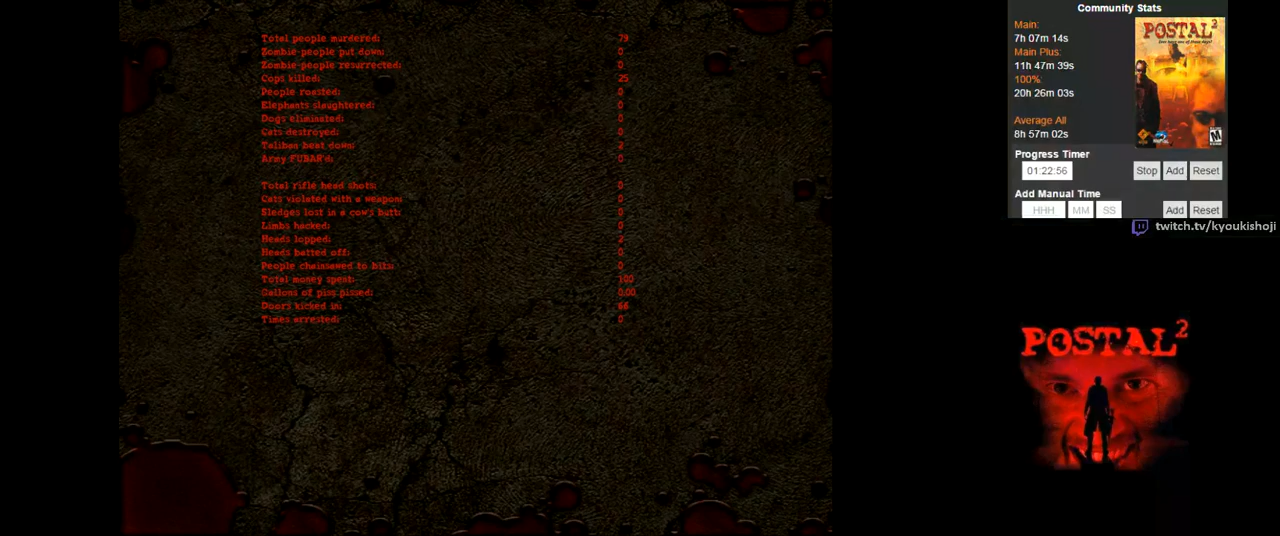 Total people murdered: 79
Zombie-people put down: 0
Zombie-people resurrected: 0
Cops killed: 25
People roasted: 0
Elephants slaughtered: 0
Dogs eliminated: 0
Cats destroyed: 0
Taliban beat down: 2
Army FUBAR'd: 0
Total rifle head shots: 0
Cats violated with a weapon: 0
Sledges lost in a cow's butt: 0
Limbs hacked: 0
Heads lopped: 2
Heads batted off: 0
People chainsawed to bits: 0
Total money spent: 100
Gallons of piss pissed: 0.00
Doors kicked in: 66
Times arrested: 0
Community Stats
Main:
7h 07m 14s
Main Plus:
11h 47m 39s
100%:
20h 26m 03s
Average All
8h 57m 02s
POSTAL 2
Progress Timer
01:22:56 Stop Add Reset
Add Manual Time
HHH MM SS Add Reset
twitch.tv/kyoukishoji
POSTAL 2